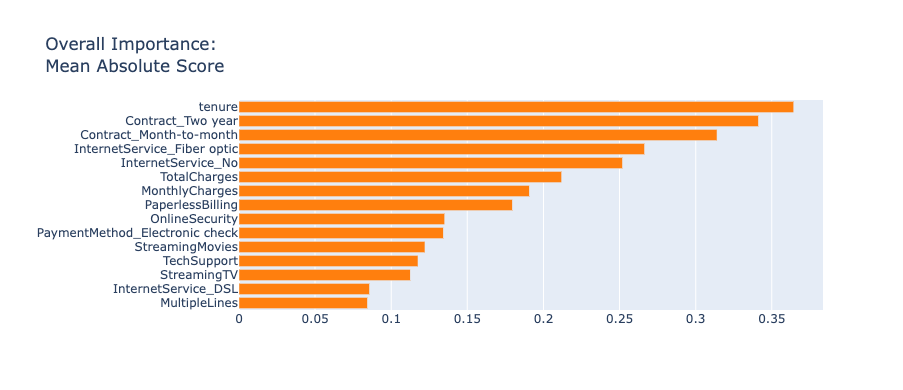 Overall Importance:
Mean Absolute Score
tenure
Contract_Two year
Contract_Month-to-month
InternetService_Fiber optic
InternetService_No
TotalCharges
MonthlyCharges
PaperlessBilling
OnlineSecurity
PaymentMethod_Electronic check
StreamingMovies
TechSupport
StreamingTV
InternetService_DSL
MultipleLines
0 0.05 0.1 0.15 0.2 0.25 0.3 0.35